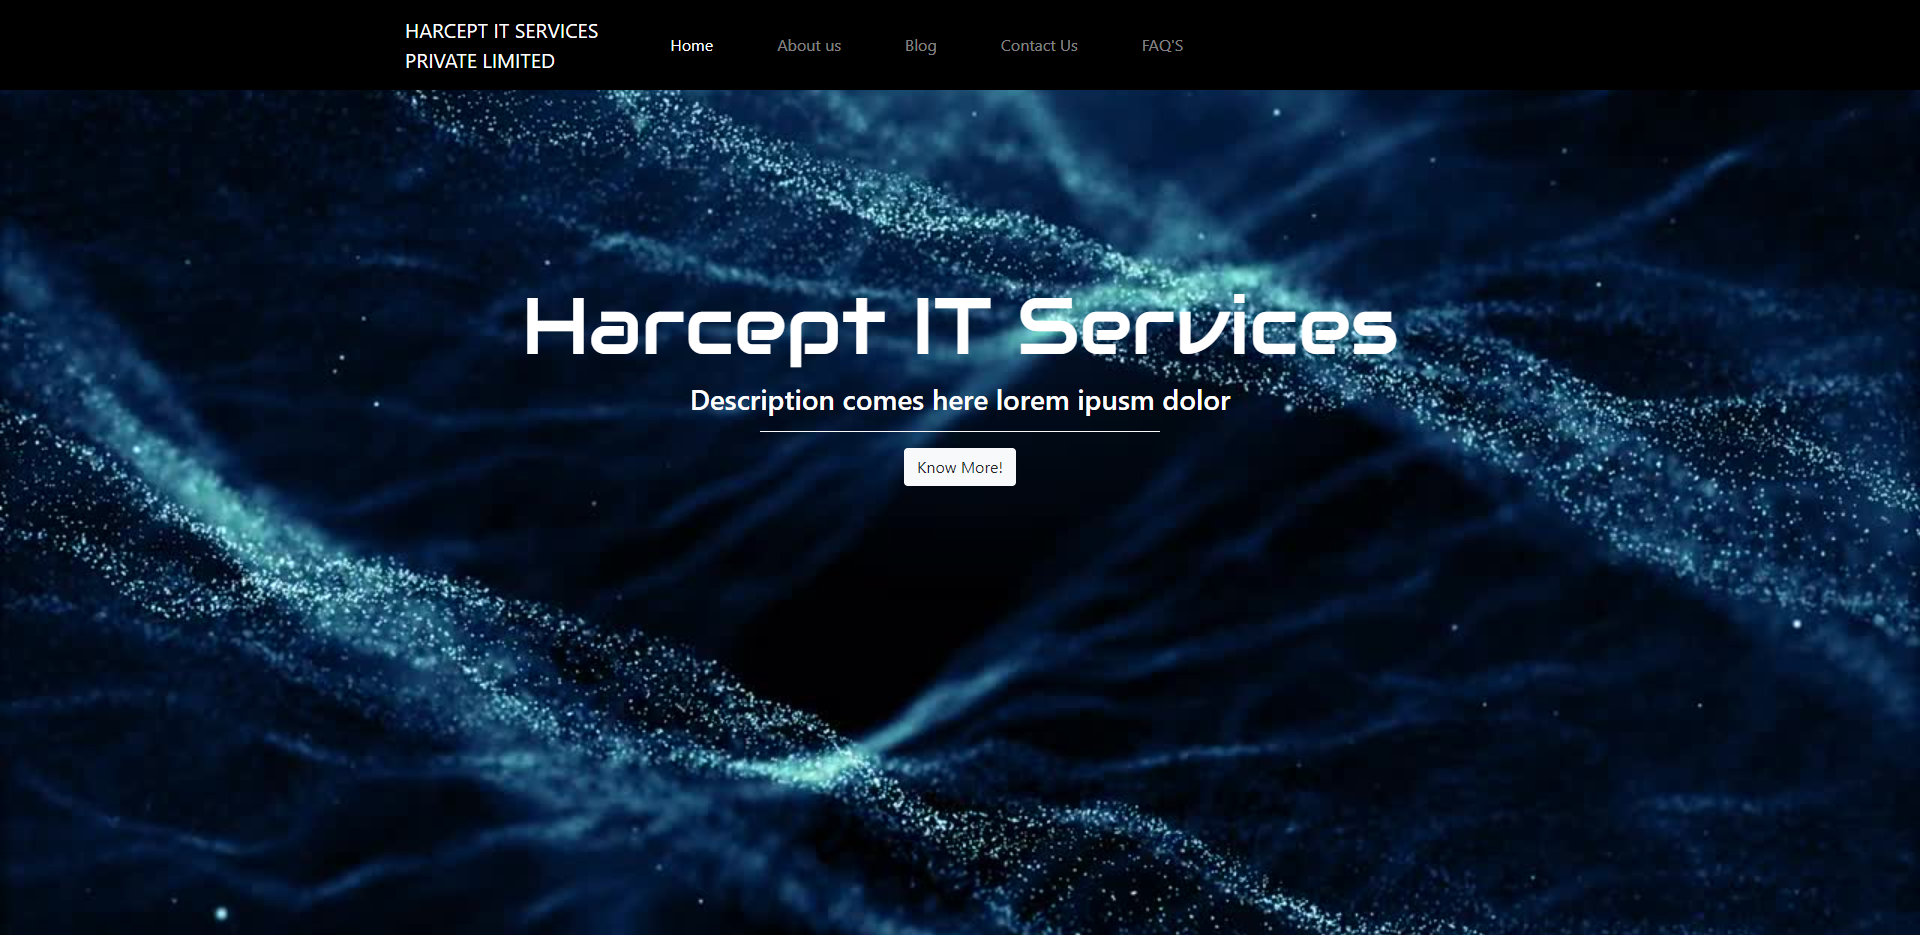 HARCEPT IT SERVICES
PRIVATE LIMITED
Home
About us
Blog
Contact Us
FAQ'S
Harcept IT Services
Description comes here lorem ipusm dolor
Know More!